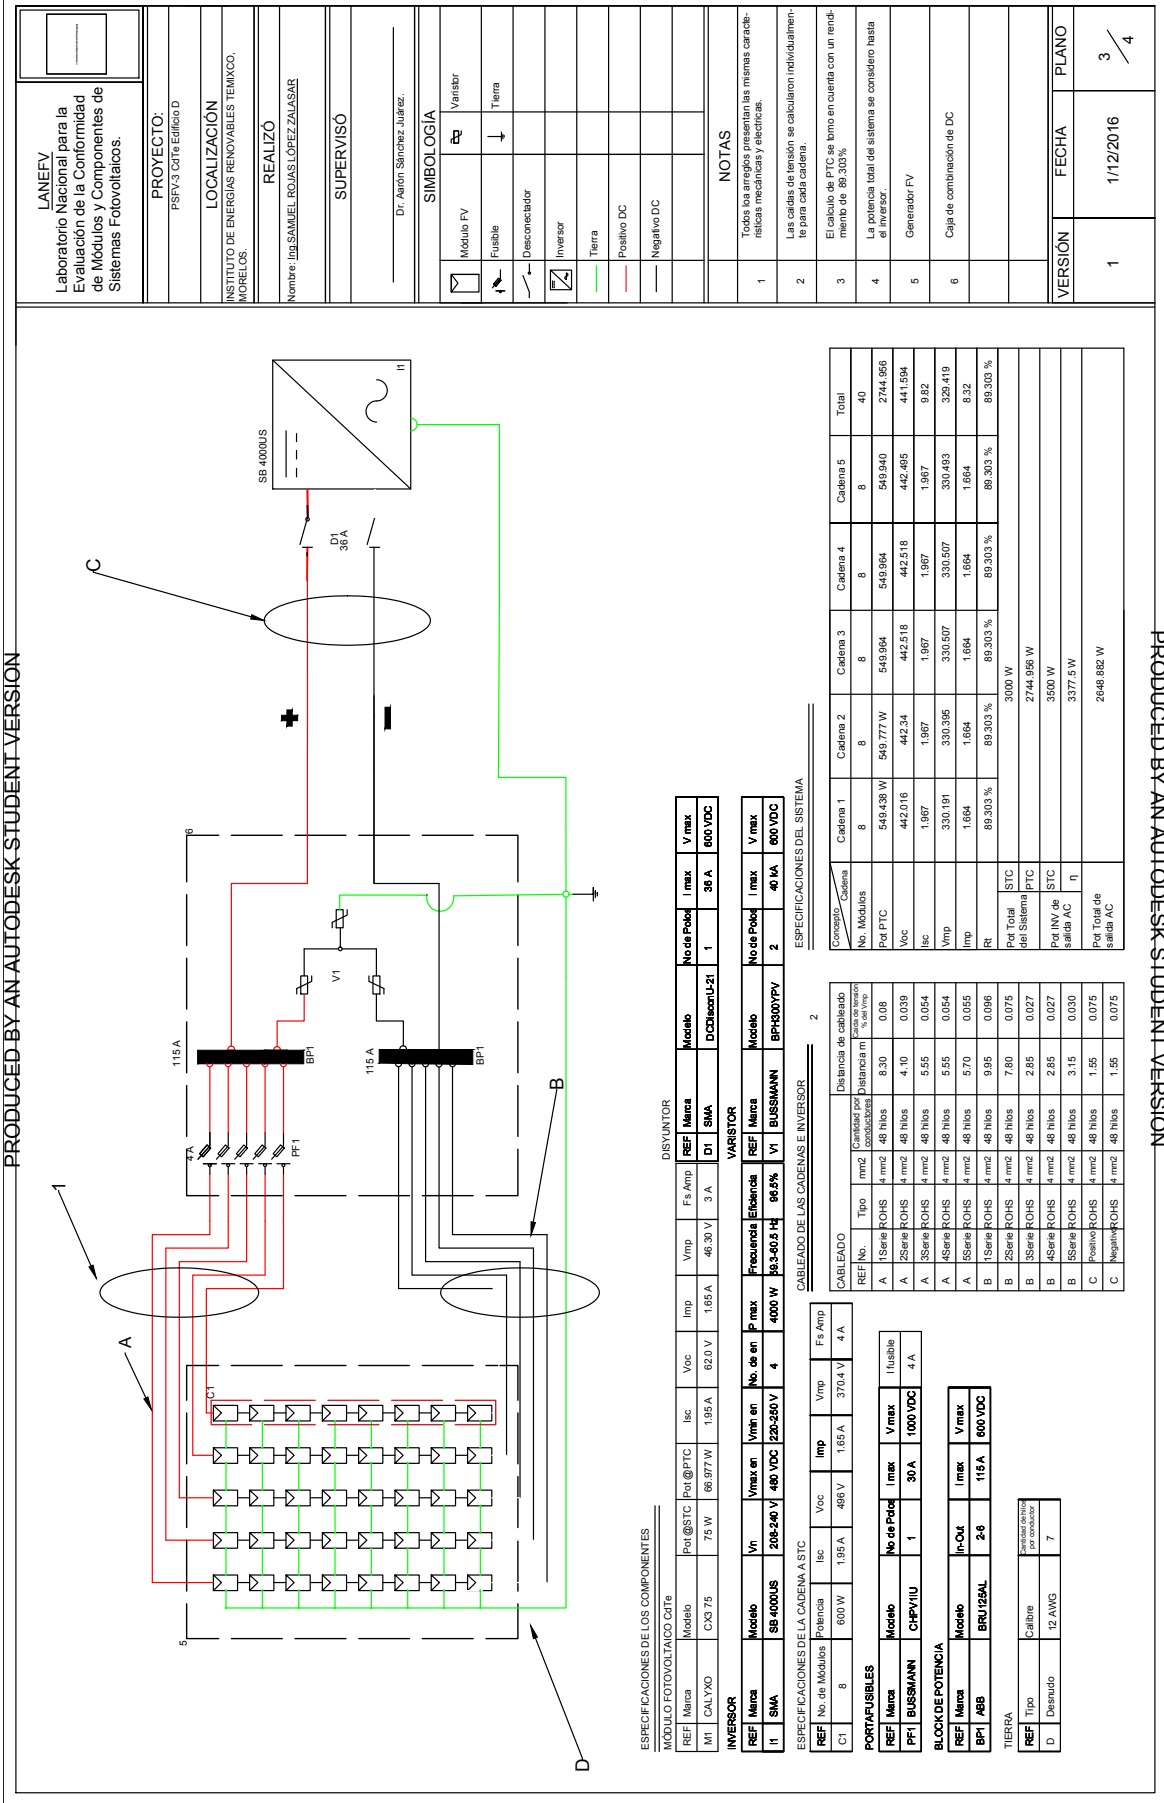 PRODUCED BY AN AUTODESK STUDENT VERSION
LANEFV
Laboratorio Nacional para la
Evaluación de la Conformidad
de Módulos y Componentes de
Sistemas Fotovoltaicos.
PROYECTO:
PSFV-3 CdTe Edificio D
LOCALIZACIÓN
INSTITUTO DE ENERGÍAS RENOVABLES TEMIXCO,
MORELOS.
REALIZÓ
Nombre: Ing.SAMUEL ROJAS LÓPEZ ZALASAR
SUPERVISÓ
Dr. Aarón Sánchez Juárez.
SIMBOLOGÍA
Módulo FV Varistor
Fusible Tierra
Desconectador
Inversor
Tierra
Positivo DC
Negativo DC
NOTAS
1 Todos loa arreglos presentan las mismas caracte-
rísticas mecánicas y electricas.
2 Las caídas de tensión se calcularon individualmen-
te para cada cadena.
3 El calculo de PTC se tomo en cuenta con un rendi-
miento de 89.303%
4 La potencia total del sistema se considero hasta
el inversor.
5 Generador FV
6 Caja de combinación de DC
VERSIÓN FECHA PLANO
1 1/12/2016 3/4
A
1
B
C
D
5
6
C1
4 A
PF1
115 A
BP1
115 A
BP1
V1
D1
36 A
SB 4000US
I1
ESPECIFICACIONES DE LOS COMPONENTES
MÓDULO FOTOVOLTAICO CdTe
REF Marca Modelo Pot @STC Pot @PTC Isc Voc Imp Vmp Fs Amp
M1 CALYXO CX3 75 75 W 66.977 W 1.95 A 62.0 V 1.65 A 46.30 V 3 A
DISYUNTOR
REF Marca Modelo No de Polos I max V max
D1 SMA DCDisconU-21 1 36 A 600 VDC
INVERSOR
REF Marca Modelo Vn Vmax en Vmin en No. de en P max Frecuencia Eficiencia
I1 SMA SB 4000US 208-240 V 480 VDC 220-250 V 4 4000 W 59.3-60.5 Hz 96.5%
VARISTOR
REF Marca Modelo No de Polos I max V max
V1 BUSSMANN BPH300YPV 2 40 kA 600 VDC
ESPECIFICACIONES DE LA CADENA A STC
REF No. de Módulos Potencia Isc Voc Imp Vmp Fs Amp
C1 8 600 W 1.95 A 496 V 1.65 A 370.4 V 4 A
PORTAFUSIBLES
REF Marca Modelo No de Polos I max V max I fusible
PF1 BUSSMANN CHPV1IU 1 30 A 1000 VDC 4 A
BLOCK DE POTENCIA
REF Marca Modelo In-Out I max V max
BP1 ABB BRU125AL 2-6 115 A 600 VDC
TIERRA
REF Tipo Calibre Cantidad de hilos por conductor
D Desnudo 12 AWG 7
CABLEADO DE LAS CADENAS E INVERSOR 2
CABLEADO Distancia de cableado
REF No. Tipo mm2 Cantidad por conductores Distancia m Caida de tensión % del Vmp
A 1Serie ROHS 4 mm2 48 hilos 8.30 0.08
A 2Serie ROHS 4 mm2 48 hilos 4.10 0.039
A 3Serie ROHS 4 mm2 48 hilos 5.55 0.054
A 4Serie ROHS 4 mm2 48 hilos 5.55 0.054
A 5Serie ROHS 4 mm2 48 hilos 5.70 0.055
B 1Serie ROHS 4 mm2 48 hilos 9.95 0.096
B 2Serie ROHS 4 mm2 48 hilos 7.80 0.075
B 3Serie ROHS 4 mm2 48 hilos 2.85 0.027
B 4Serie ROHS 4 mm2 48 hilos 2.85 0.027
B 5Serie ROHS 4 mm2 48 hilos 3.15 0.030
C Positivo ROHS 4 mm2 48 hilos 1.55 0.075
C Negativo ROHS 4 mm2 48 hilos 1.55 0.075
ESPECIFICACIONES DEL SISTEMA
Concepto Cadena Cadena 1 Cadena 2 Cadena 3 Cadena 4 Cadena 5 Total
No. Módulos 8 8 8 8 8 40
Pot PTC 549.438 W 549.777 W 549.964 549.964 549.940 2744.956
Voc 442.016 442.34 442.518 442.518 442.495 441.594
Isc 1.967 1.967 1.967 1.967 1.967 9.82
Vmp 330.191 330.395 330.507 330.507 330.493 329.419
Imp 1.664 1.664 1.664 1.664 1.664 8.32
Rt 89.303 % 89.303 % 89.303 % 89.303 % 89.303 % 89.303 %
Pot Total del Sistema STC 3000 W
PTC 2744.956 W
Pot INV de salida AC STC 3500 W
η 3377.5 W
Pot Total de salida AC 2648.882 W
PRODUCED BY AN AUTODESK STUDENT VERSION